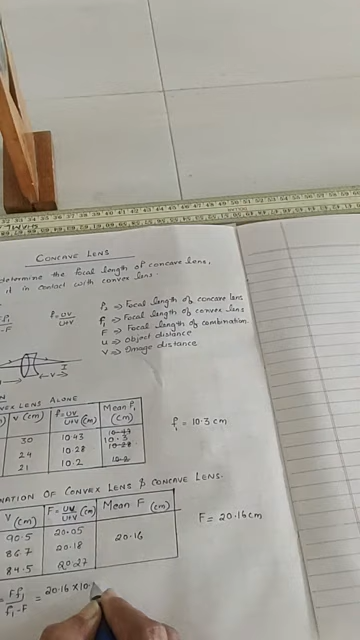 CONCAVE LENS
determine the focal length of concave lens,
it in contact with convex lens.
f = UV/U+V
f₂ ⇒ Focal length of concave lens
f₁ ⇒ Focal length of convex lens
F ⇒ Focal length of combination
u ⇒ Object distance
V ⇒ Image distance
I
← V →
LENS ALONE
V (cm) f = UV/U+V (cm) Mean f₁ (cm)
30 10.43
24 10.28 10.3
21 10.2
f₁ = 10.3 cm
NATION OF CONVEX LENS & CONCAVE LENS.
V (cm) F = UV/U+V (cm) Mean F (cm)
90.5 20.05
86.7 20.18 20.16
84.5 20.27
F = 20.16 cm
= Ff₁/f₁-F = 20.16 × 10.